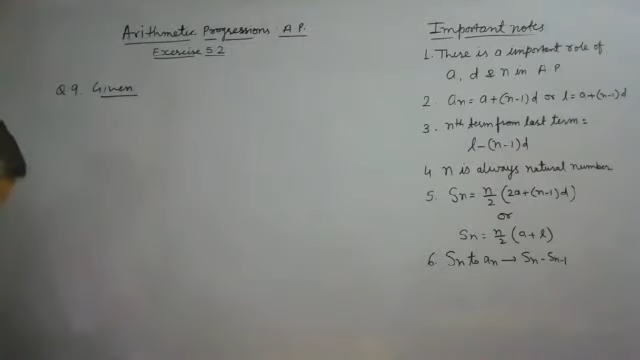 Arithmetic Progressions A.P.
Exercise 5.2
Q 9. Given
Important notes
1. There is a important role of
a, d & n in A.P
2. an = a+(n-1)d or l = a+(n-1)d
3. nth term from last term =
l-(n-1)d
4. n is always natural number
5. Sn = n/2 (2a+(n-1)d)
or
Sn = n/2 (a+l)
6. Sn to an → Sn - Sn-1